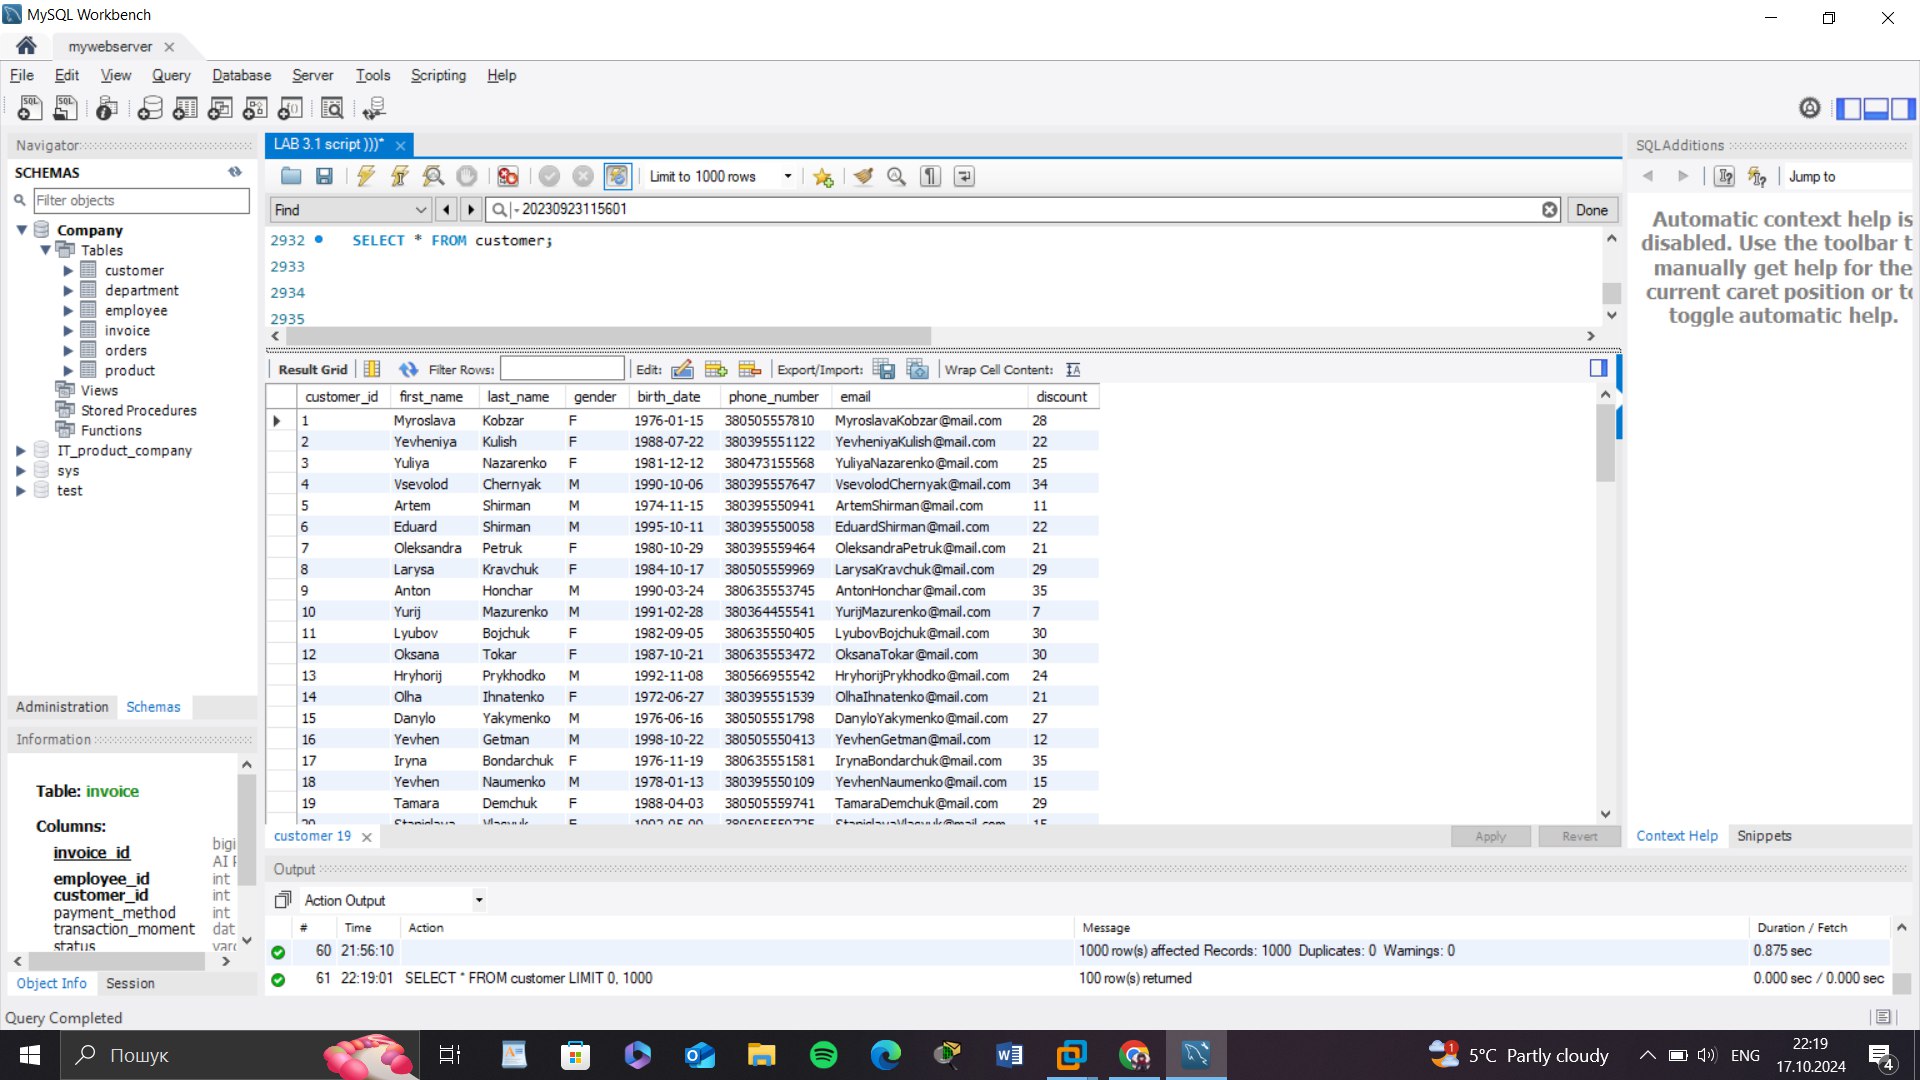 MySQL Workbench
mywebserver
File Edit View Query Database Server Tools Scripting Help
Navigator
SCHEMAS
Filter objects
Company
Tables
customer
department
employee
invoice
orders
product
Views
Stored Procedures
Functions
IT_product_company
sys
test
Administration Schemas
Information
Table: invoice
Columns:
invoice_id bigi
AI P
employee_id int
customer_id int
payment_method int
transaction_moment dat
status varc
Object Info Session
LAB 3.1 script )))*
Limit to 1000 rows
Find - 20230923115601 Done
2932 SELECT * FROM customer;
2933
2934
2935
Result Grid Filter Rows: Edit: Export/Import: Wrap Cell Content:
customer_id first_name last_name gender birth_date phone_number email discount
1 Myroslava Kobzar F 1976-01-15 380505557810 MyroslavaKobzar@mail.com 28
2 Yevheniya Kulish F 1988-07-22 380395551122 YevheniyaKulish@mail.com 22
3 Yuliya Nazarenko F 1981-12-12 380473155568 YuliyaNazarenko@mail.com 25
4 Vsevolod Chernyak M 1990-10-06 380395557647 VsevolodChernyak@mail.com 34
5 Artem Shirman M 1974-11-15 380395550941 ArtemShirman@mail.com 11
6 Eduard Shirman M 1995-10-11 380395550058 EduardShirman@mail.com 22
7 Oleksandra Petruk F 1980-10-29 380395559464 OleksandraPetruk@mail.com 21
8 Larysa Kravchuk F 1984-10-17 380505559969 LarysaKravchuk@mail.com 29
9 Anton Honchar M 1990-03-24 380635553745 AntonHonchar@mail.com 35
10 Yurij Mazurenko M 1991-02-28 380364455541 YurijMazurenko@mail.com 7
11 Lyubov Bojchuk F 1982-09-05 380635550405 LyubovBojchuk@mail.com 30
12 Oksana Tokar F 1987-10-21 380635553472 OksanaTokar@mail.com 30
13 Hryhorij Prykhodko M 1992-11-08 380566955542 HryhorijPrykhodko@mail.com 24
14 Olha Ihnatenko F 1972-06-27 380395551539 OlhaIhnatenko@mail.com 21
15 Danylo Yakymenko M 1976-06-16 380505551798 DanyloYakymenko@mail.com 27
16 Yevhen Getman M 1998-10-22 380505550413 YevhenGetman@mail.com 12
17 Iryna Bondarchuk F 1976-11-19 380635551581 IrynaBondarchuk@mail.com 35
18 Yevhen Naumenko M 1978-01-13 380395550109 YevhenNaumenko@mail.com 15
19 Tamara Demchuk F 1988-04-03 380505559741 TamaraDemchuk@mail.com 29
customer 19
Apply Revert
SQLAdditions
Jump to
Automatic context help is
disabled. Use the toolbar t
manually get help for the
current caret position or to
toggle automatic help.
Context Help Snippets
Output
Action Output
# Time Action Message Duration / Fetch
60 21:56:10 1000 row(s) affected Records: 1000 Duplicates: 0 Warnings: 0 0.875 sec
61 22:19:01 SELECT * FROM customer LIMIT 0, 1000 100 row(s) returned 0.000 sec / 0.000 sec
Query Completed
Пошук
1
5°C Partly cloudy
ENG
22:19
17.10.2024
4